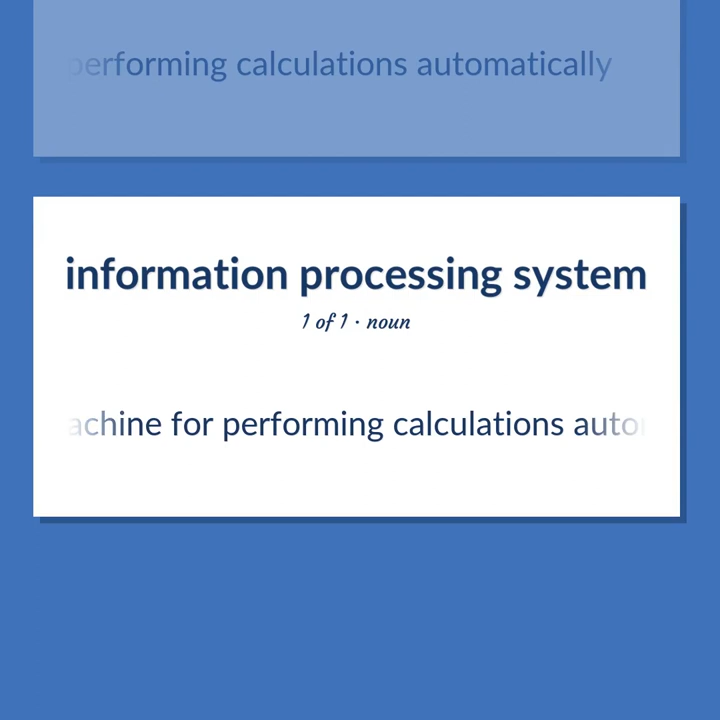 performing calculations automatically
information processing system
1 of 1 · noun
achine for performing calculations auto